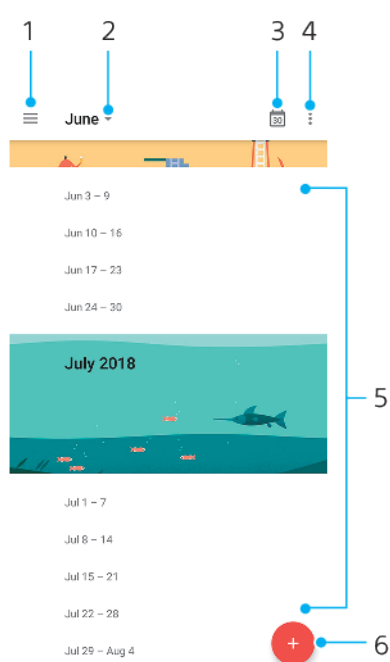 1 2 3 4
June
30
Jun 3 – 9
Jun 10 – 16
Jun 17 – 23
Jun 24 – 30
July 2018
5
Jul 1 – 7
Jul 8 – 14
Jul 15 – 21
Jul 22 – 28
Jul 29 – Aug 4
+ 6